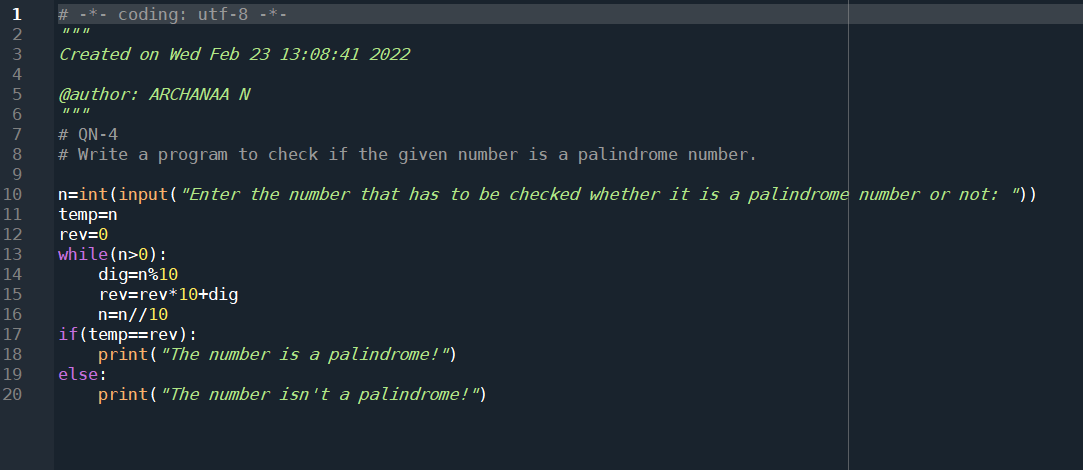 1 # -*- coding: utf-8 -*-
2 """
3 Created on Wed Feb 23 13:08:41 2022
4
5 @author: ARCHANAA N
6 """
7 # QN-4
8 # Write a program to check if the given number is a palindrome number.
9
10 n=int(input("Enter the number that has to be checked whether it is a palindrome number or not: "))
11 temp=n
12 rev=0
13 while(n>0):
14     dig=n%10
15     rev=rev*10+dig
16     n=n//10
17 if(temp==rev):
18     print("The number is a palindrome!")
19 else:
20     print("The number isn't a palindrome!")